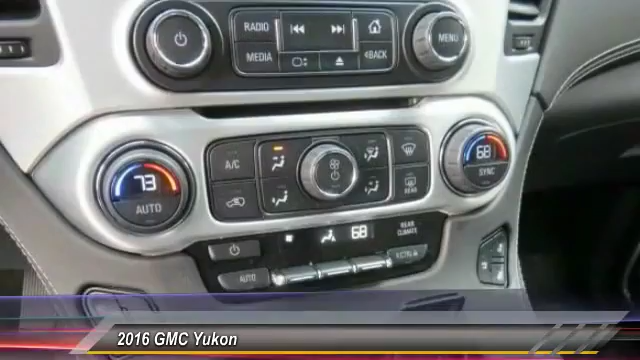 RADIO
MEDIA
<BACK
MENU
A/C
73
AUTO
REAR
68
SYNC
68
REAR
CLIMATE
AUTO
2016 GMC Yukon